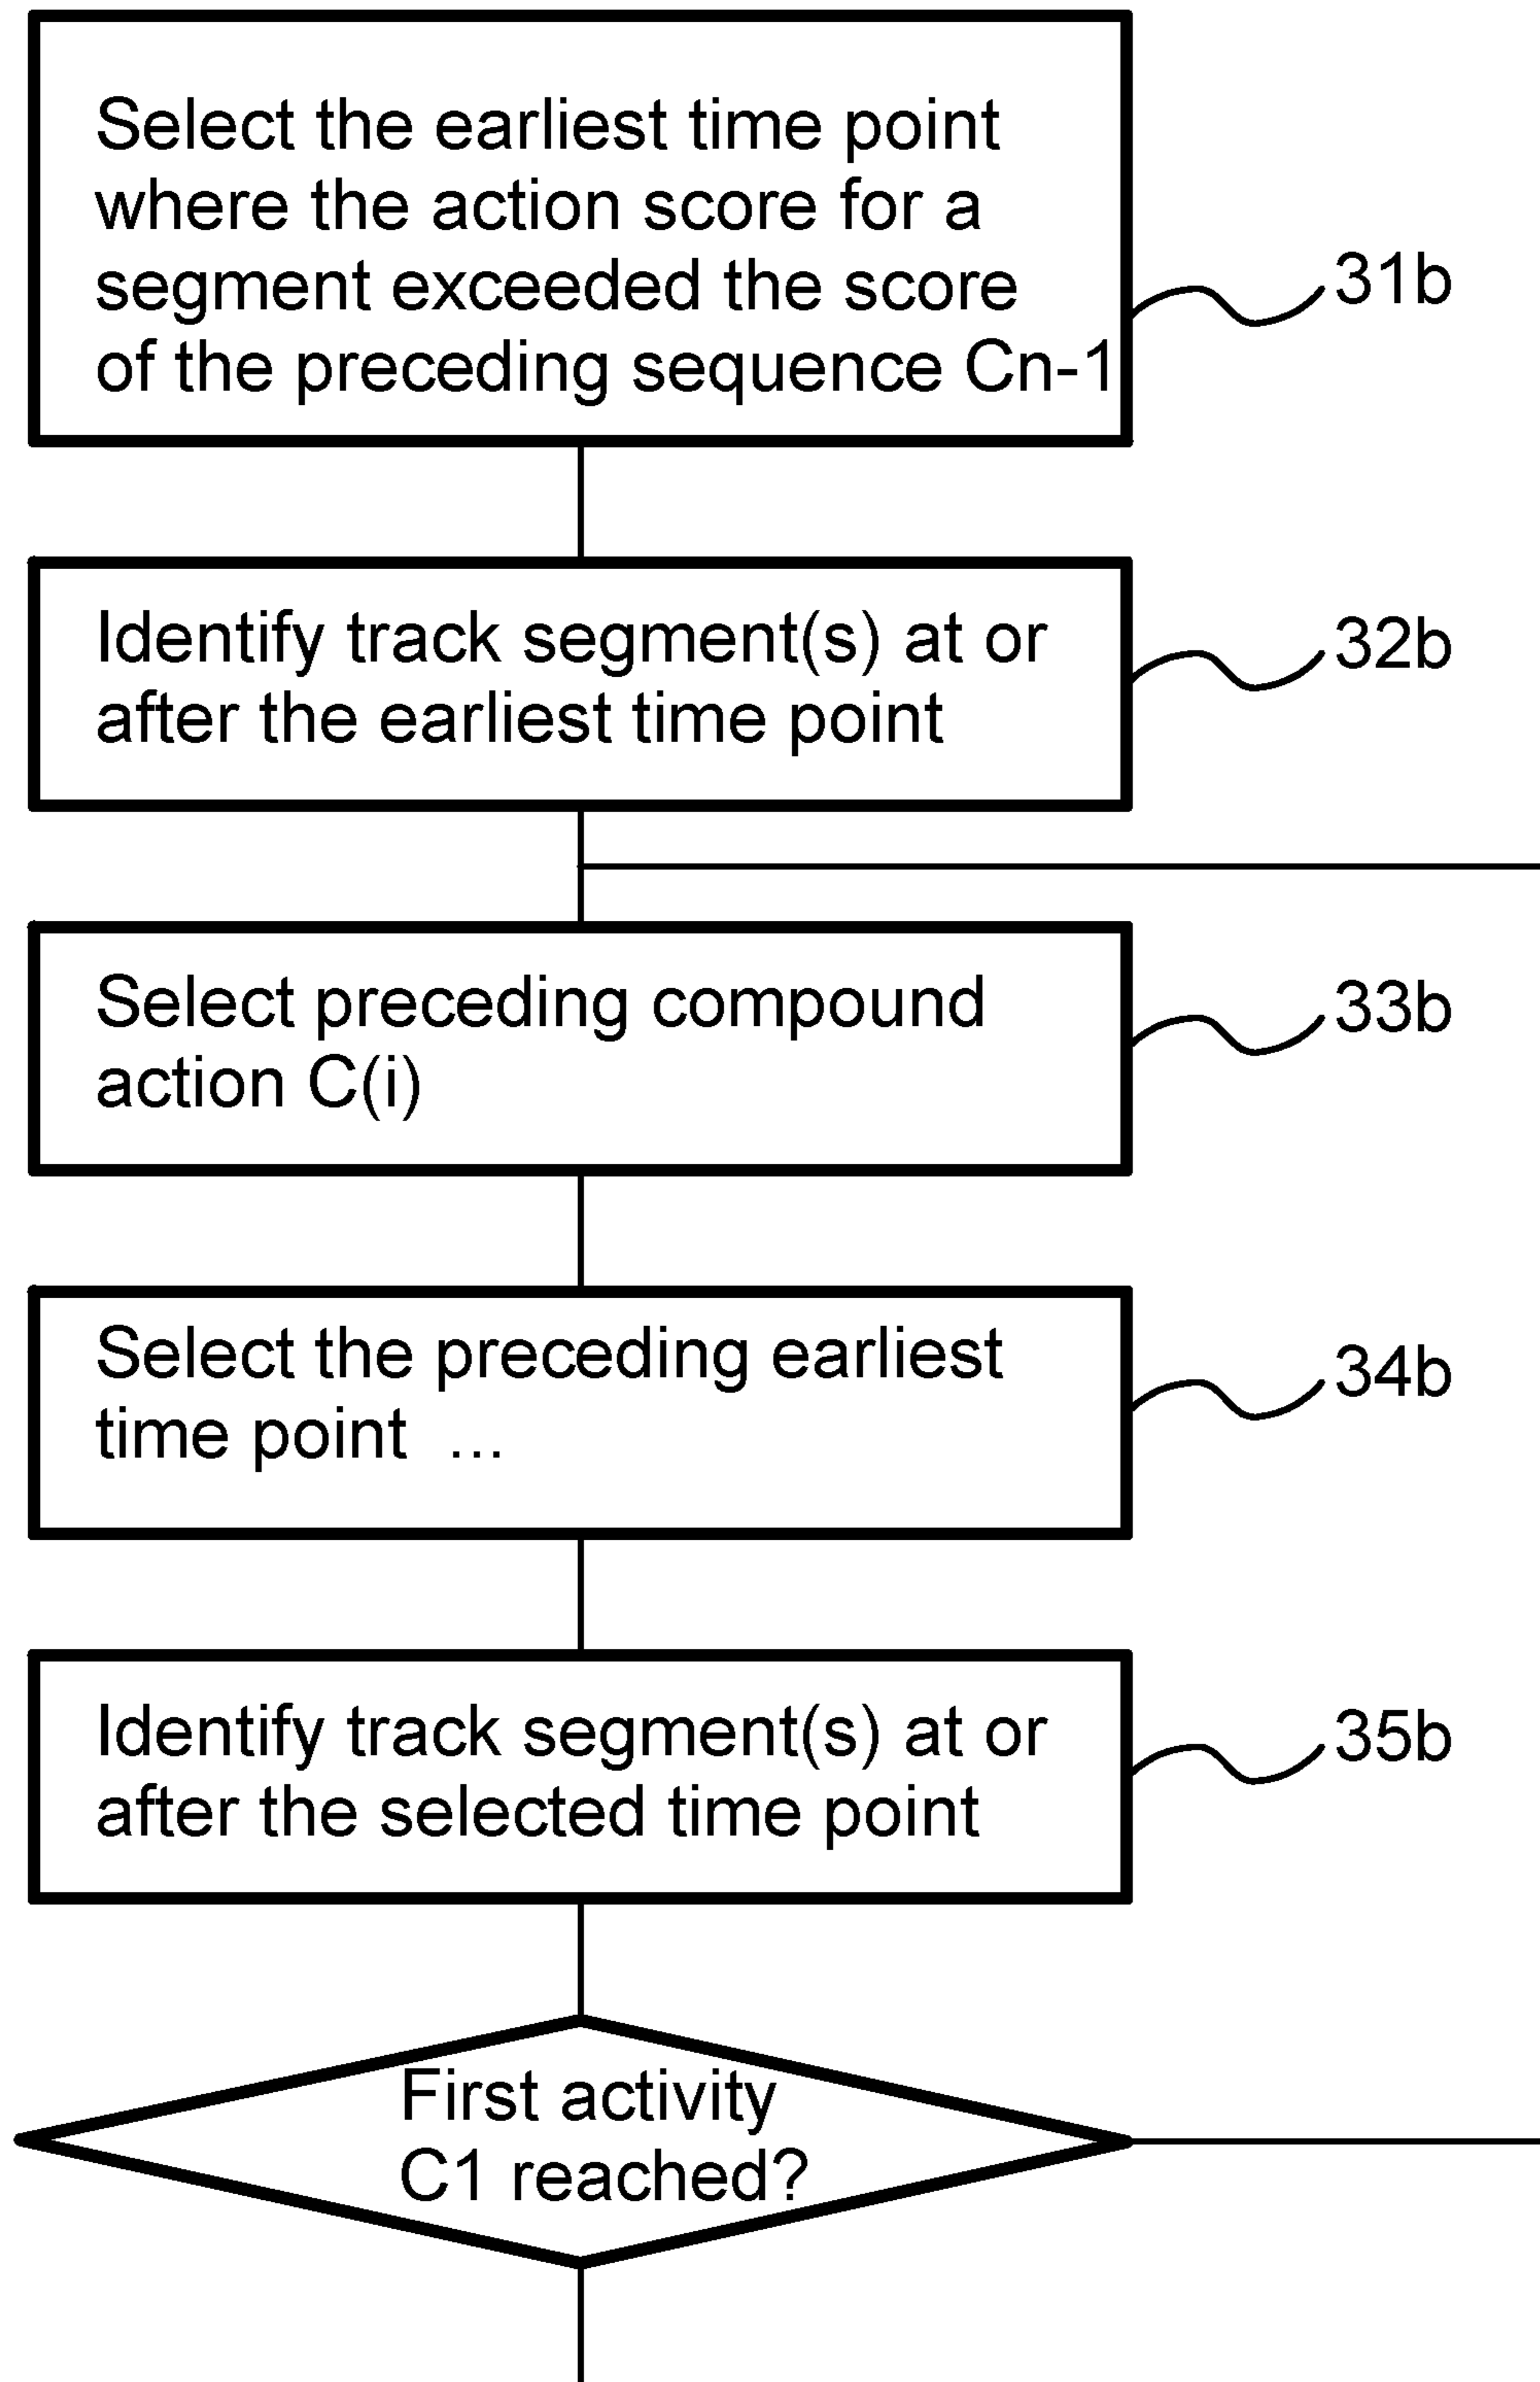 Select the earliest time point
where the action score for a
segment exceeded the score
of the preceding sequence Cn-1
31b
Identify track segment(s) at or
after the earliest time point
32b
Select preceding compound
action C(i)
33b
Select the preceding earliest
time point ...
34b
Identify track segment(s) at or
after the selected time point
35b
First activity
C1 reached?